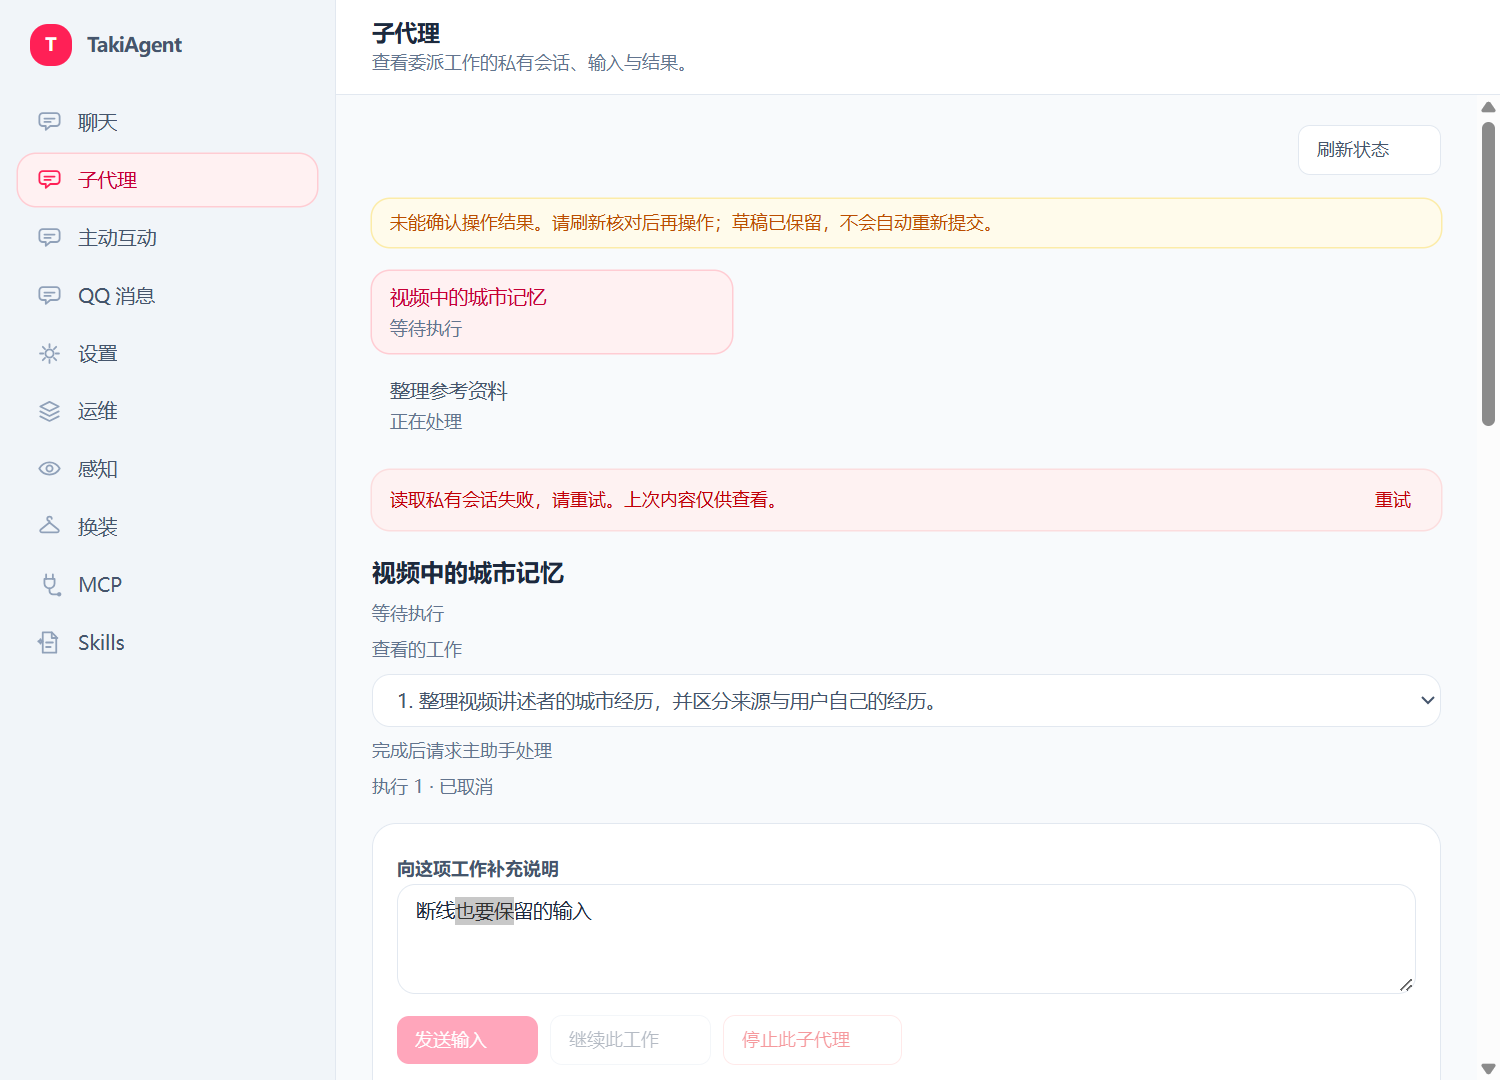 T
TakiAgent
聊天
子代理
主动互动
QQ 消息
设置
运维
感知
换装
MCP
Skills
子代理
查看委派工作的私有会话、输入与结果。
刷新状态
未能确认操作结果。请刷新核对后再操作；草稿已保留，不会自动重新提交。
视频中的城市记忆
等待执行
整理参考资料
正在处理
读取私有会话失败，请重试。上次内容仅供查看。
重试
视频中的城市记忆
等待执行
查看的工作
1. 整理视频讲述者的城市经历，并区分来源与用户自己的经历。
完成后请求主助手处理
执行 1 · 已取消
向这项工作补充说明
断线也要保留的输入
发送输入
继续此工作
停止此子代理